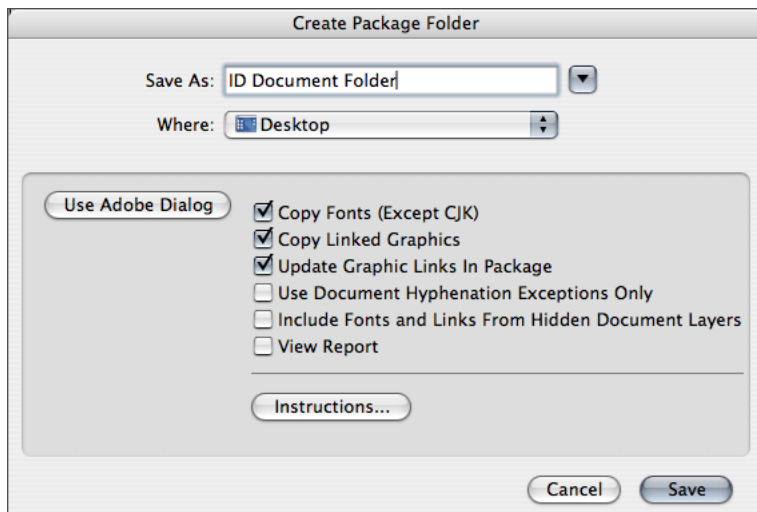 Create Package Folder
Save As: ID Document Folder
Where: Desktop
Use Adobe Dialog
Copy Fonts (Except CJK)
Copy Linked Graphics
Update Graphic Links In Package
Use Document Hyphenation Exceptions Only
Include Fonts and Links From Hidden Document Layers
View Report
Instructions...
Cancel Save